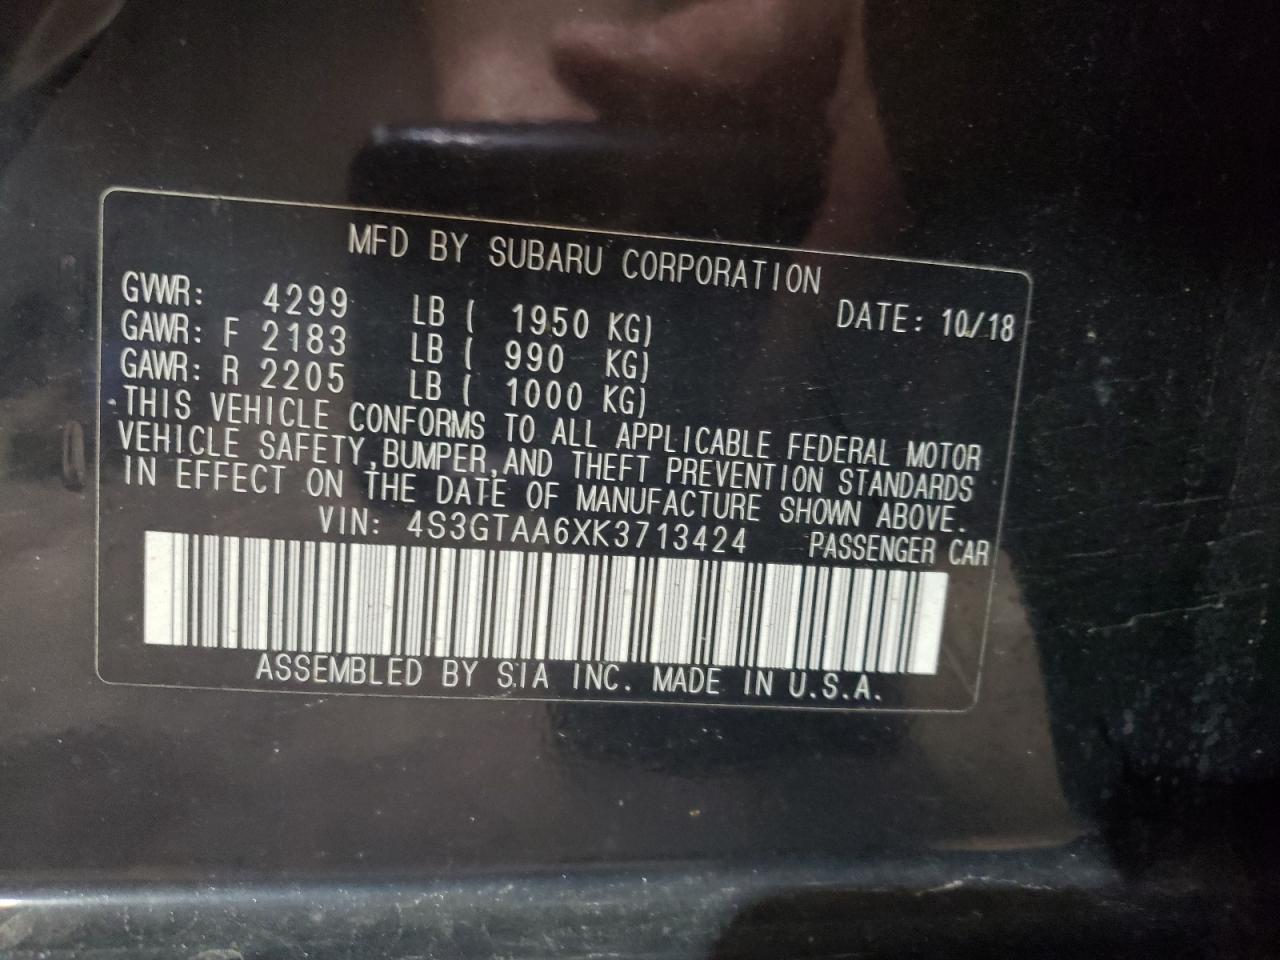 MFD BY SUBARU CORPORATION
GVWR: 4299 LB ( 1950 KG) DATE: 10/18
GAWR: F 2183 LB ( 990 KG)
GAWR: R 2205 LB ( 1000 KG)
THIS VEHICLE CONFORMS TO ALL APPLICABLE FEDERAL MOTOR
VEHICLE SAFETY,BUMPER,AND THEFT PREVENTION STANDARDS
IN EFFECT ON THE DATE OF MANUFACTURE SHOWN ABOVE.
VIN: 4S3GTAA6XK3713424 PASSENGER CAR
ASSEMBLED BY S.I.A INC. MADE IN U.S.A.